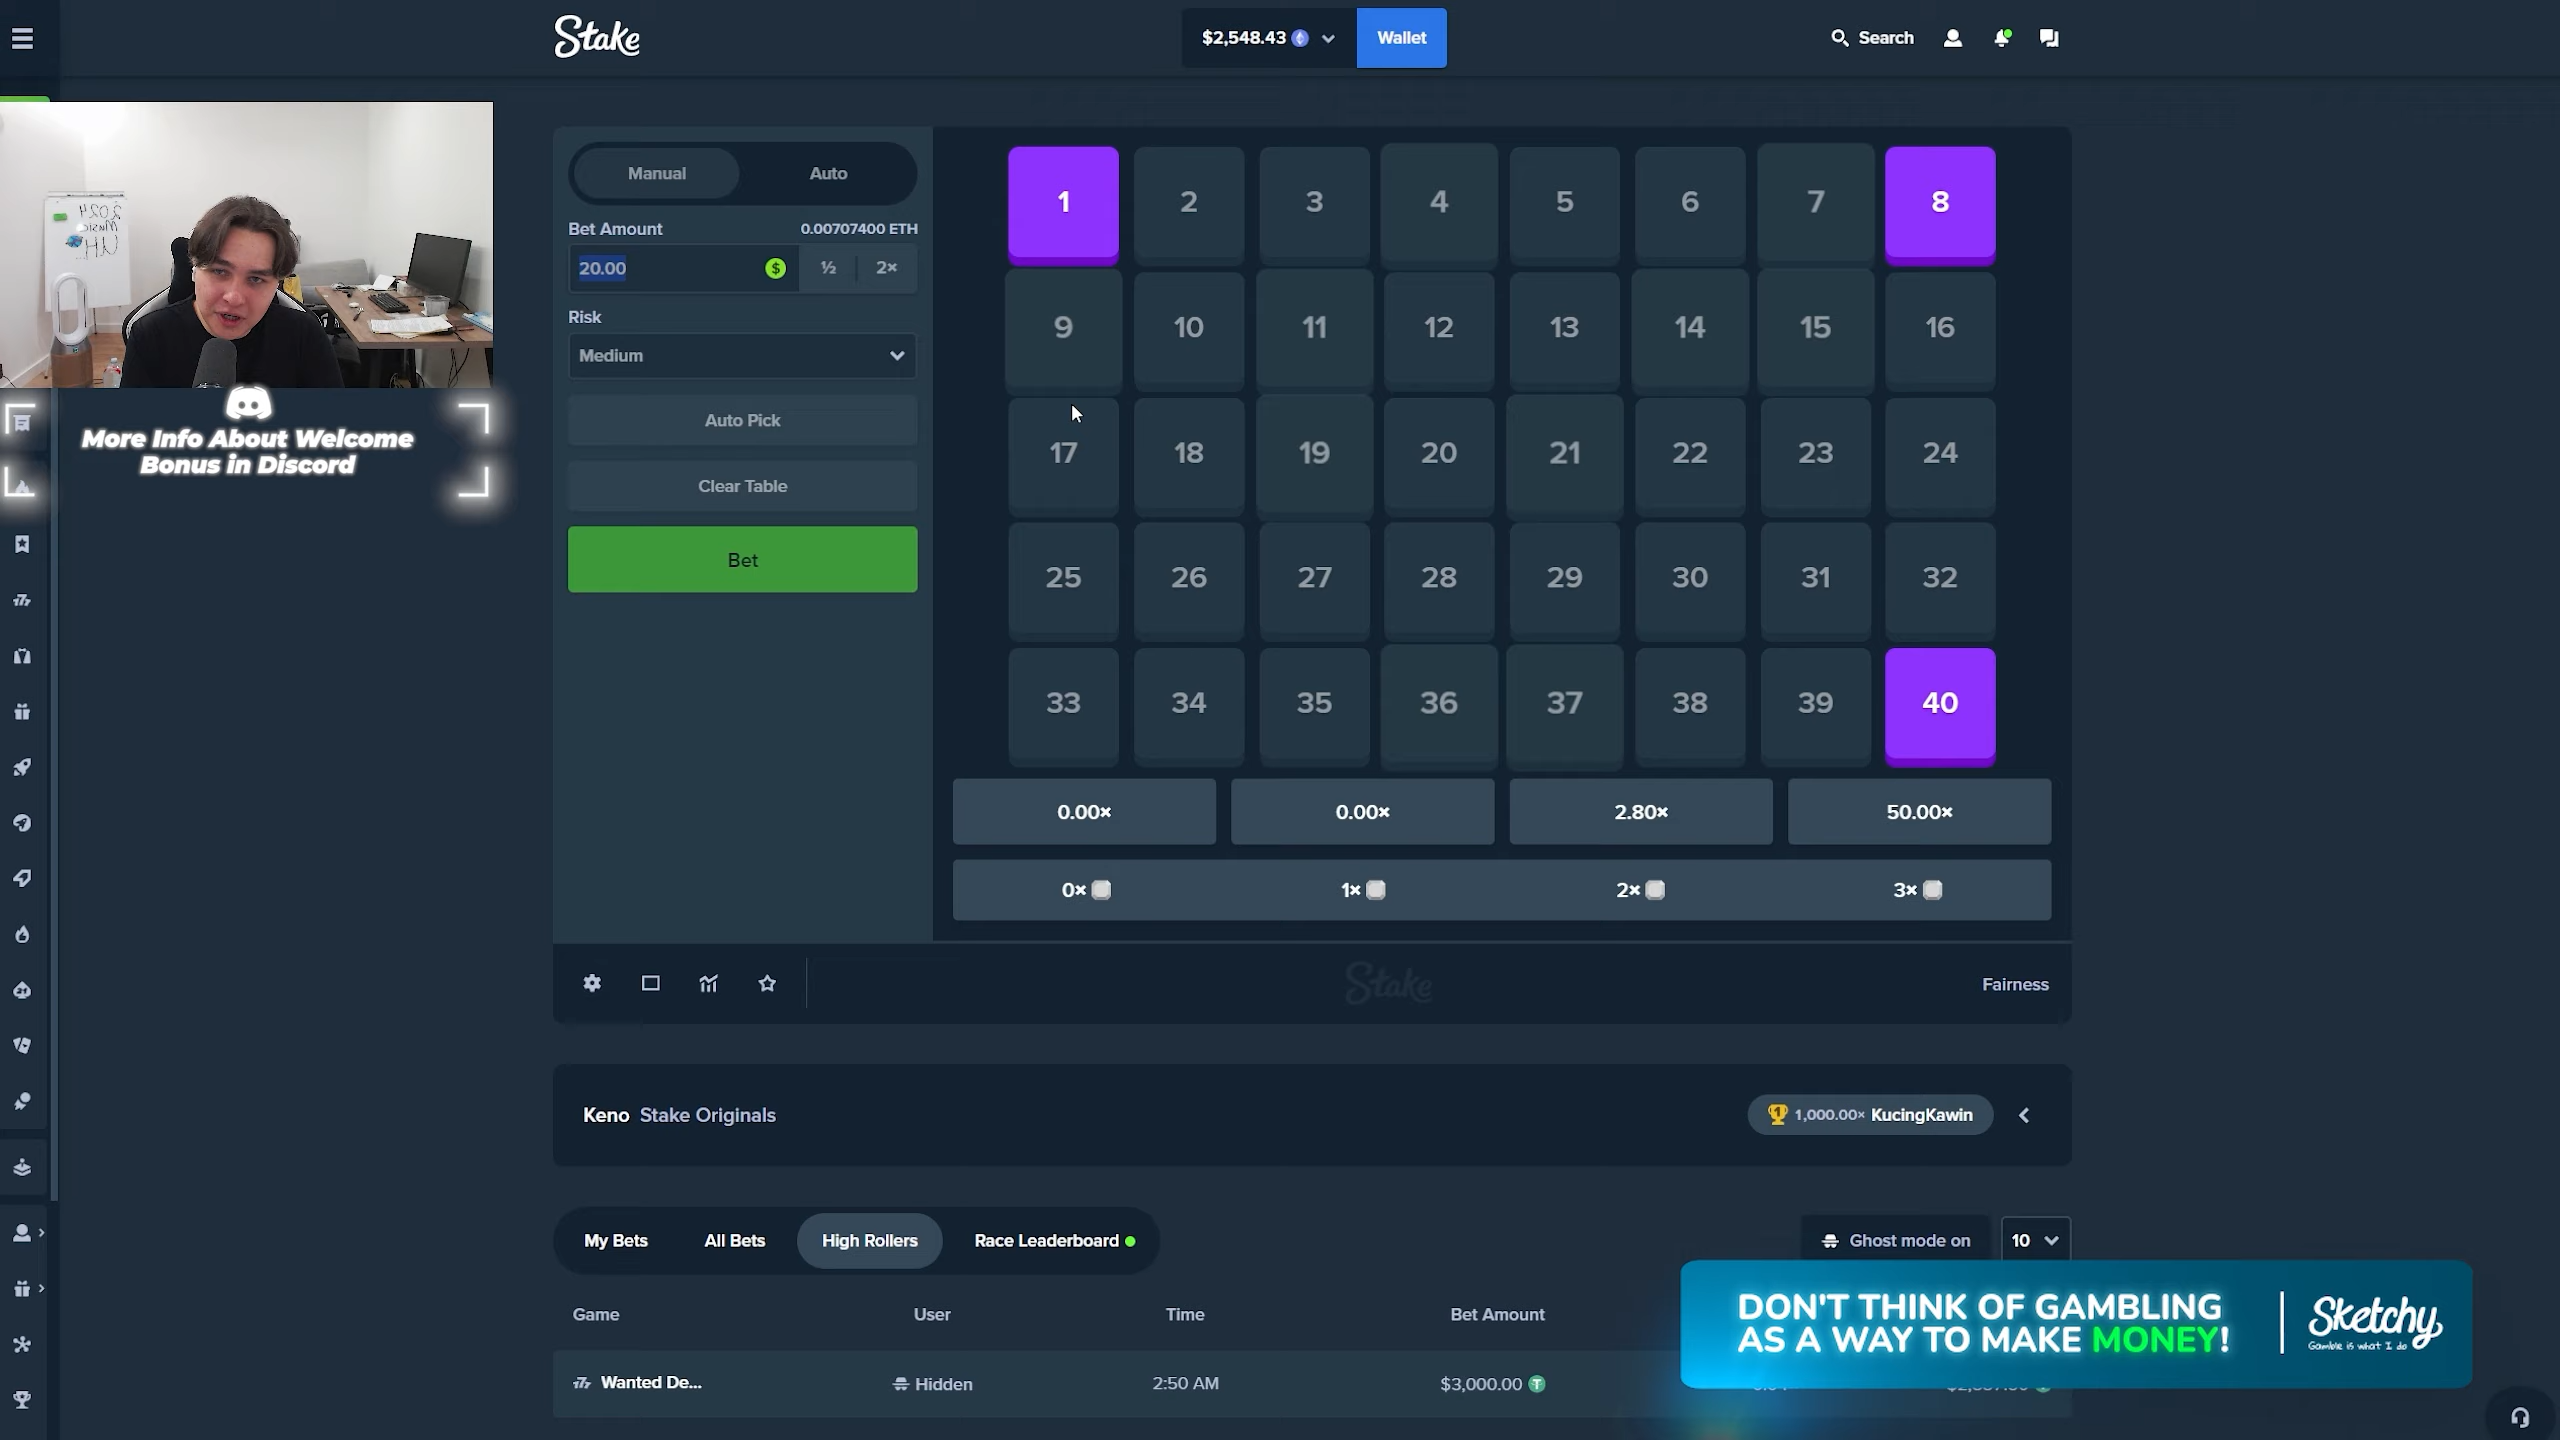 Stake
$2,548.43
Wallet
Search
Manual
Auto
Bet Amount
0.00707400 ETH
20.00
½
2×
Risk
Medium
Auto Pick
Clear Table
Bet
1 2 3 4 5 6 7 8
9 10 11 12 13 14 15 16
17 18 19 20 21 22 23 24
25 26 27 28 29 30 31 32
33 34 35 36 37 38 39 40
0.00× 0.00× 2.80× 50.00×
0× 1× 2× 3×
2024
Music
More Info About Welcome
Bonus in Discord
Stake
Fairness
Keno Stake Originals
1,000.00× KucingKawin
My Bets
All Bets
High Rollers
Race Leaderboard
Ghost mode on
10
Game User Time Bet Amount
Wanted De... Hidden 2:50 AM $3,000.00
DON'T THINK OF GAMBLING
AS A WAY TO MAKE MONEY!
Sketchy
Gamble is what I do